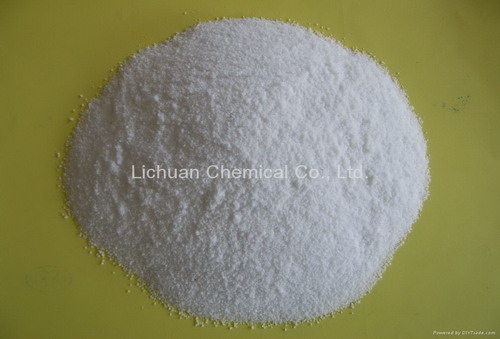 Lichuan Chemical Co., Ltd.
Powered by DIYTrade.com